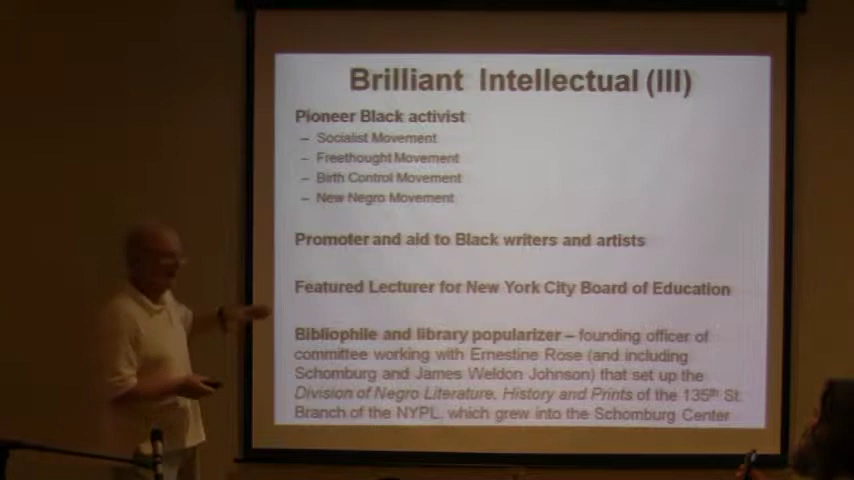 Brilliant Intellectual (III)
Pioneer Black activist
– Socialist Movement
– Freethought Movement
– Birth Control Movement
– New Negro Movement
Promoter and aid to Black writers and artists
Featured Lecturer for New York City Board of Education
Bibliophile and library popularizer – founding officer of
committee working with Ernestine Rose (and including
Schomburg and James Weldon Johnson) that set up the
Division of Negro Literature, History and Prints of the 135th St.
Branch of the NYPL, which grew into the Schomburg Center